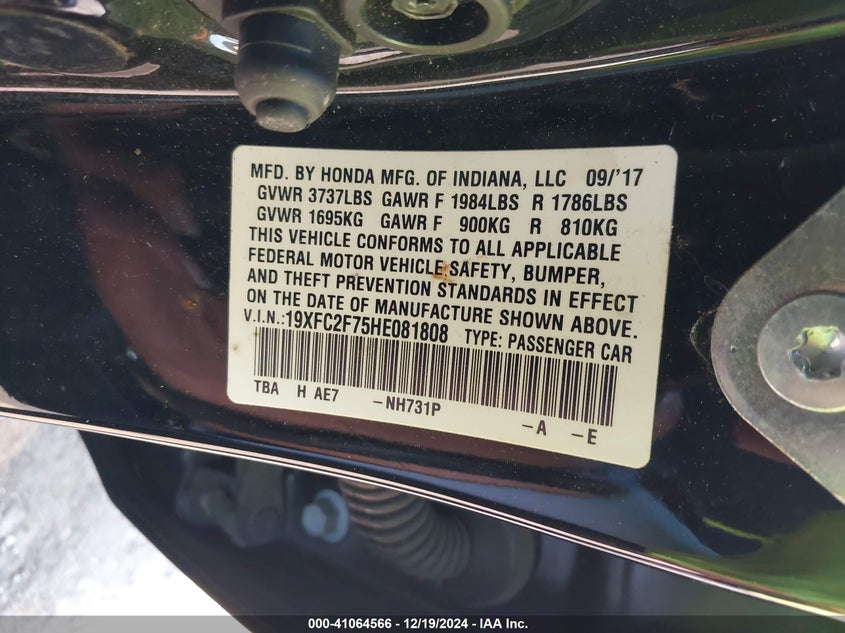 MFD. BY HONDA MFG. OF INDIANA, LLC 09/'17
GVWR 3737LBS GAWR F 1984LBS R 1786LBS
GVWR 1695KG GAWR F 900KG R 810KG
THIS VEHICLE CONFORMS TO ALL APPLICABLE
FEDERAL MOTOR VEHICLE SAFETY, BUMPER,
AND THEFT PREVENTION STANDARDS IN EFFECT
ON THE DATE OF MANUFACTURE SHOWN ABOVE.
V.I.N.:19XFC2F75HE081808 TYPE: PASSENGER CAR
TBA H AE7 -NH731P
-A -E
000-41064566 - 12/19/2024 - IAA Inc.